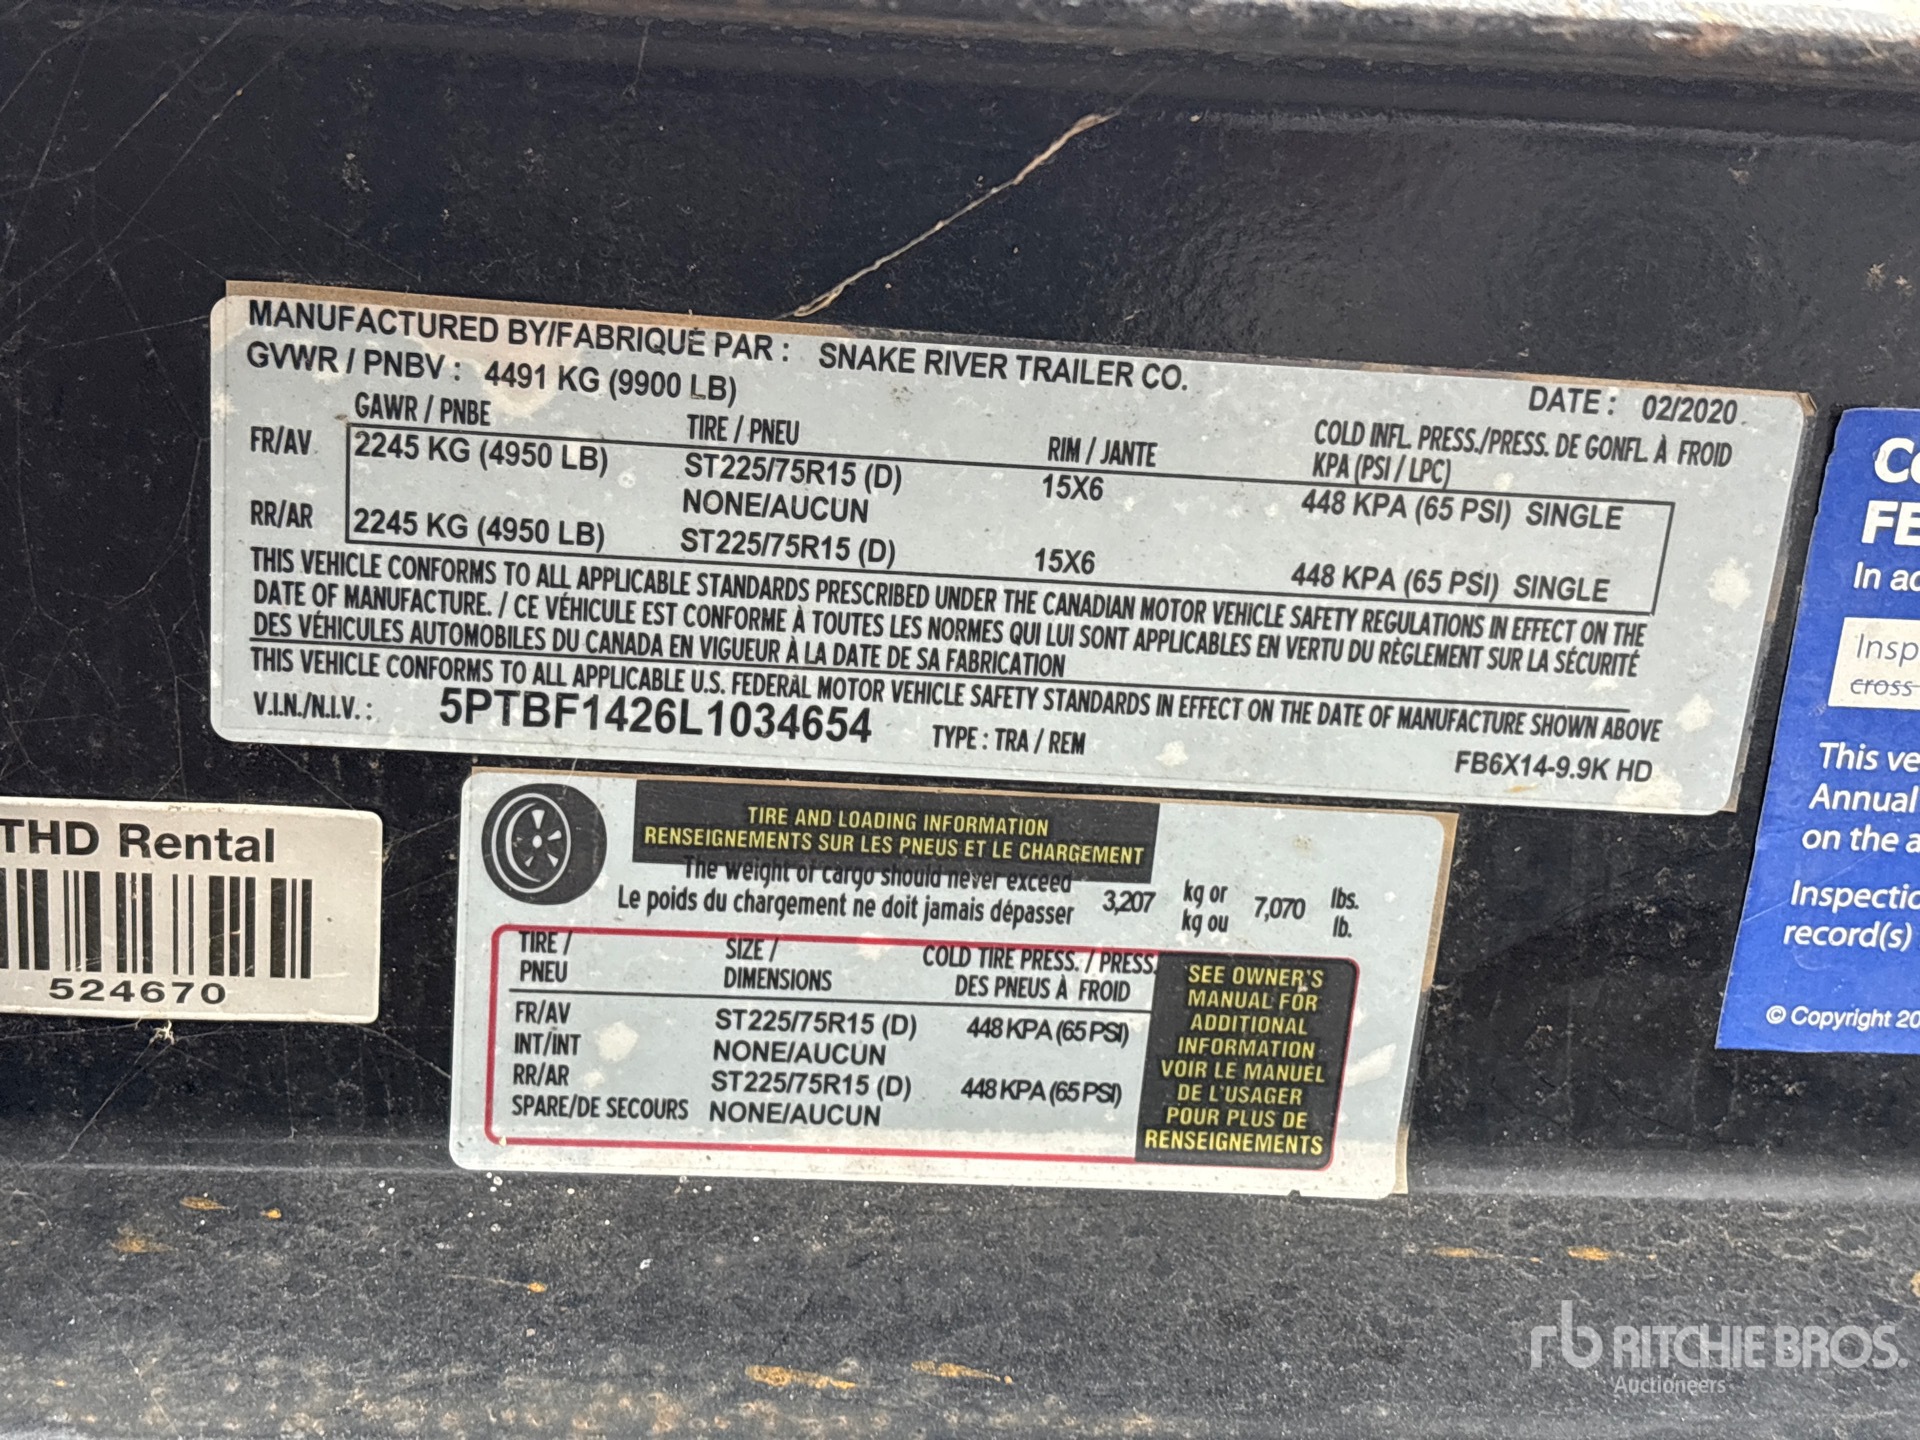 MANUFACTURED BY/FABRIQUÉ PAR : SNAKE RIVER TRAILER CO.
GVWR / PNBV : 4491 KG (9900 LB)
DATE : 02/2020
GAWR / PNBE TIRE / PNEU RIM / JANTE COLD INFL. PRESS./PRESS. DE GONFL. À FROID
KPA (PSI / LPC)
FR/AV 2245 KG (4950 LB) ST225/75R15 (D) 15X6 448 KPA (65 PSI) SINGLE
NONE/AUCUN
RR/AR 2245 KG (4950 LB) ST225/75R15 (D) 15X6 448 KPA (65 PSI) SINGLE
THIS VEHICLE CONFORMS TO ALL APPLICABLE STANDARDS PRESCRIBED UNDER THE CANADIAN MOTOR VEHICLE SAFETY REGULATIONS IN EFFECT ON THE
DATE OF MANUFACTURE. / CE VÉHICULE EST CONFORME À TOUTES LES NORMES QUI LUI SONT APPLICABLES EN VERTU DU RÈGLEMENT SUR LA SÉCURITÉ
DES VÉHICULES AUTOMOBILES DU CANADA EN VIGUEUR À LA DATE DE SA FABRICATION
THIS VEHICLE CONFORMS TO ALL APPLICABLE U.S. FEDERAL MOTOR VEHICLE SAFETY STANDARDS IN EFFECT ON THE DATE OF MANUFACTURE SHOWN ABOVE
V.I.N./N.I.V. : 5PTBF1426L1034654 TYPE : TRA / REM FB6X14-9.9K HD
THD Rental
524670
TIRE AND LOADING INFORMATION
RENSEIGNEMENTS SUR LES PNEUS ET LE CHARGEMENT
The weight of cargo should never exceed 3,207 kg or 7,070 lbs.
Le poids du chargement ne doit jamais dépasser kg ou lb.
TIRE / SIZE / COLD TIRE PRESS. / PRESS.
PNEU DIMENSIONS DES PNEUS À FROID
FR/AV ST225/75R15 (D) 448 KPA (65 PSI)
INT/INT NONE/AUCUN
RR/AR ST225/75R15 (D) 448 KPA (65 PSI)
SPARE/DE SECOURS NONE/AUCUN
SEE OWNER'S
MANUAL FOR
ADDITIONAL
INFORMATION
VOIR LE MANUEL
DE L'USAGER
POUR PLUS DE
RENSEIGNEMENTS
FE
In ac
Insp
cross
This ve
Annual
on the a
Inspectio
record(s)
© Copyright 20
rb RITCHIE BROS.
Auctioneers